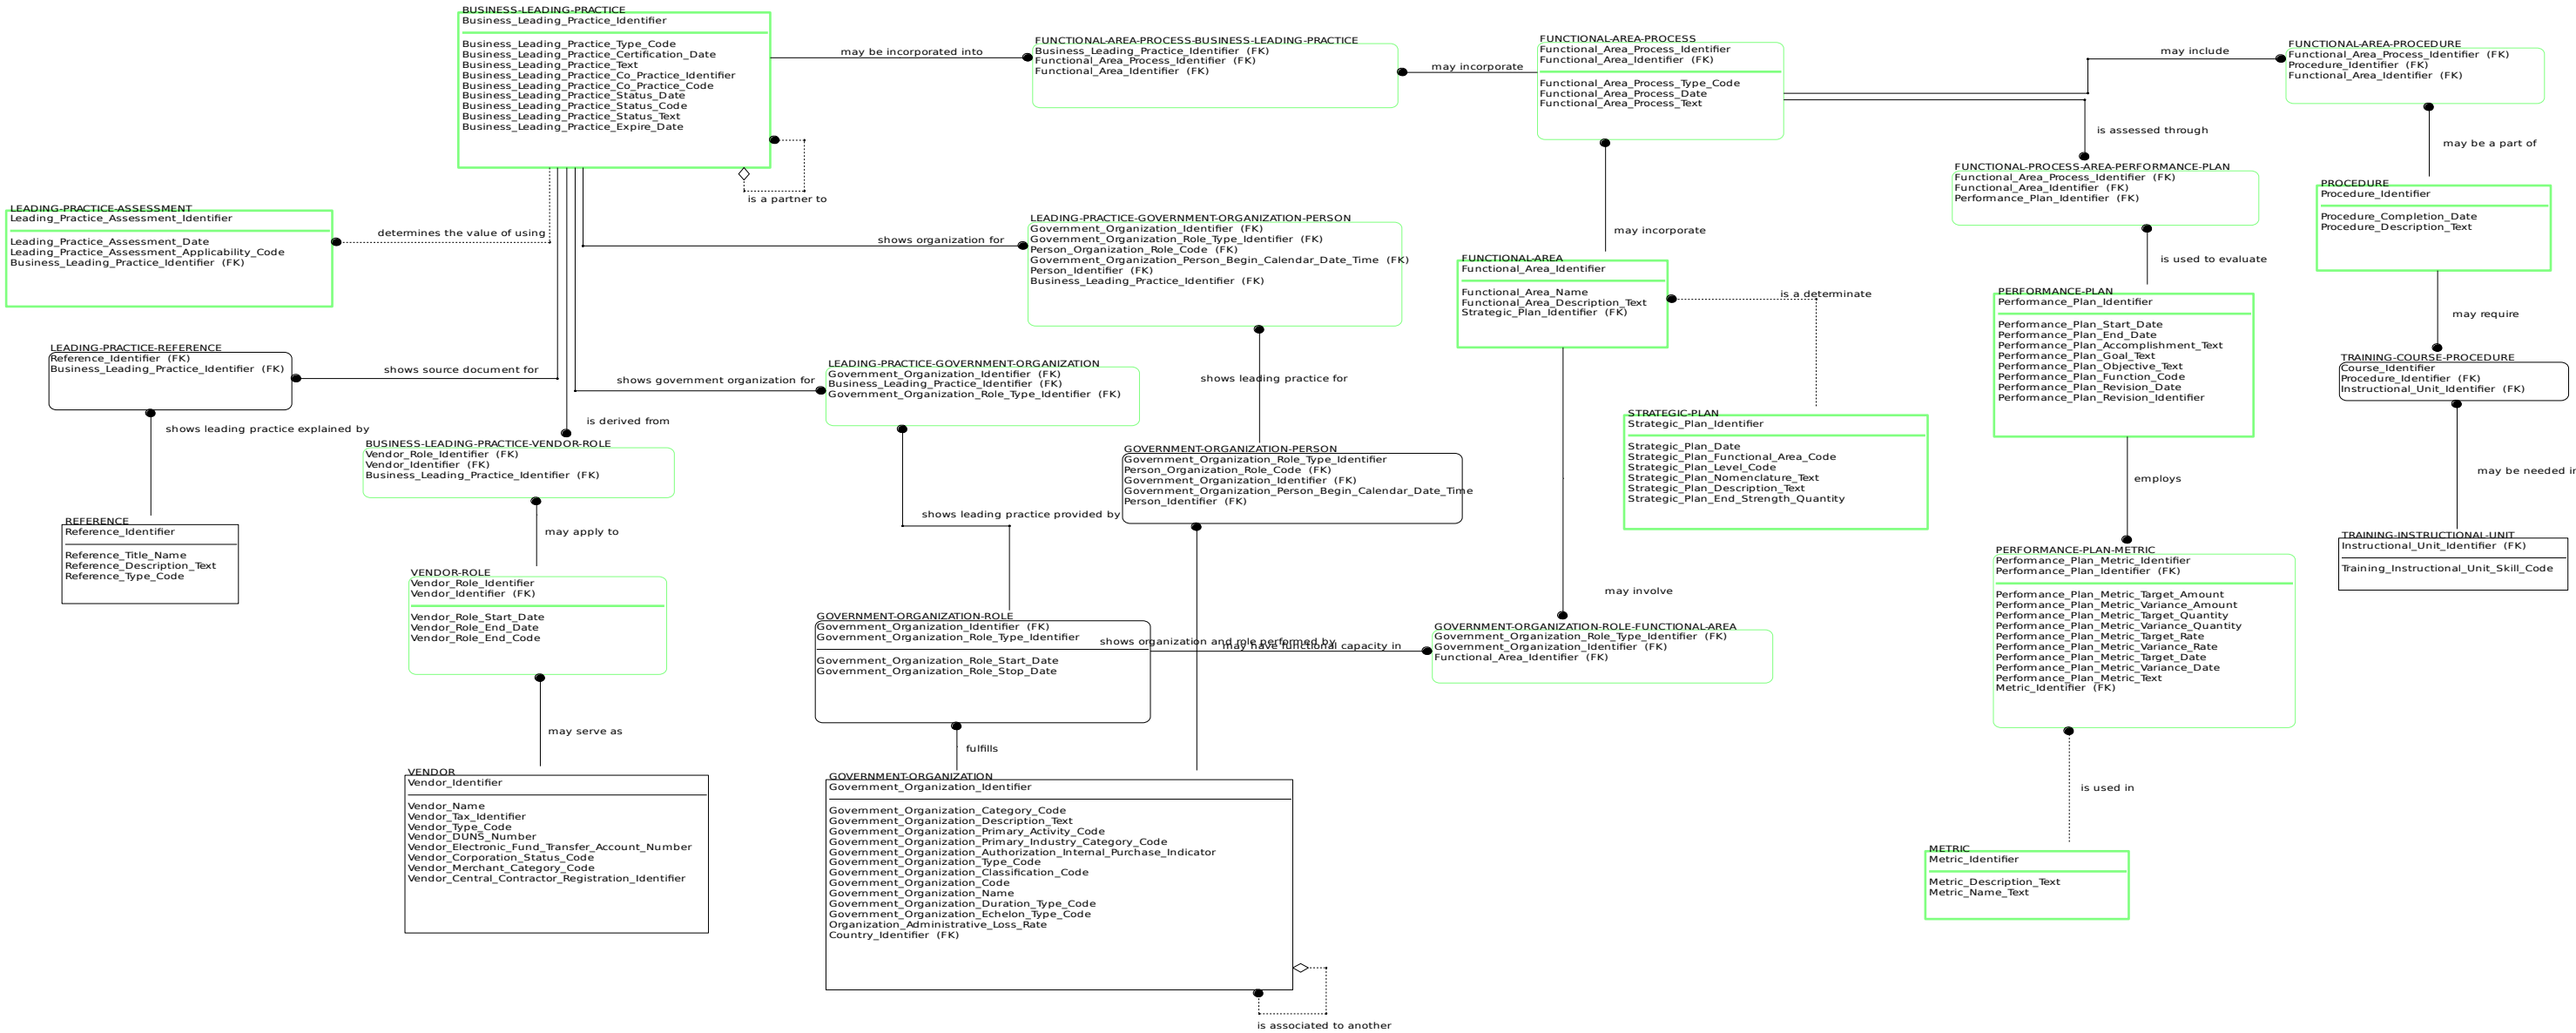 BUSINESS-LEADING-PRACTICE
Business_Leading_Practice_Identifier
Business_Leading_Practice_Type_Code
Business_Leading_Practice_Certification_Date
Business_Leading_Practice_Text
Business_Leading_Practice_Co_Practice_Identifier
Business_Leading_Practice_Co_Practice_Code
Business_Leading_Practice_Status_Date
Business_Leading_Practice_Status_Code
Business_Leading_Practice_Status_Text
Business_Leading_Practice_Expire_Date
may be incorporated into
FUNCTIONAL-AREA-PROCESS-BUSINESS-LEADING-PRACTICE
Business_Leading_Practice_Identifier (FK)
Functional_Area_Process_Identifier (FK)
Functional_Area_Identifier (FK)
may incorporate
FUNCTIONAL-AREA-PROCESS
Functional_Area_Process_Identifier
Functional_Area_Identifier (FK)
Functional_Area_Process_Type_Code
Functional_Area_Process_Date
Functional_Area_Process_Text
may include
FUNCTIONAL-AREA-PROCEDURE
Functional_Area_Process_Identifier (FK)
Procedure_Identifier (FK)
Functional_Area_Identifier (FK)
is assessed through
may be a part of
is a partner to
FUNCTIONAL-PROCESS-AREA-PERFORMANCE-PLAN
Functional_Area_Process_Identifier (FK)
Functional_Area_Identifier (FK)
Performance_Plan_Identifier (FK)
PROCEDURE
Procedure_Identifier
Procedure_Completion_Date
Procedure_Description_Text
LEADING-PRACTICE-ASSESSMENT
Leading_Practice_Assessment_Identifier
Leading_Practice_Assessment_Date
Leading_Practice_Assessment_Applicability_Code
Business_Leading_Practice_Identifier (FK)
determines the value of using
shows organization for
LEADING-PRACTICE-GOVERNMENT-ORGANIZATION-PERSON
Government_Organization_Identifier (FK)
Government_Organization_Role_Type_Identifier (FK)
Person_Organization_Role_Code (FK)
Government_Organization_Person_Begin_Calendar_Date_Time (FK)
Person_Identifier (FK)
Business_Leading_Practice_Identifier (FK)
may incorporate
is used to evaluate
FUNCTIONAL-AREA
Functional_Area_Identifier
Functional_Area_Name
Functional_Area_Description_Text
Strategic_Plan_Identifier (FK)
is a determinate
PERFORMANCE-PLAN
Performance_Plan_Identifier
Performance_Plan_Start_Date
Performance_Plan_End_Date
Performance_Plan_Accomplishment_Text
Performance_Plan_Goal_Text
Performance_Plan_Objective_Text
Performance_Plan_Function_Code
Performance_Plan_Revision_Date
Performance_Plan_Revision_Identifier
may require
LEADING-PRACTICE-REFERENCE
Reference_Identifier (FK)
Business_Leading_Practice_Identifier (FK)
shows source document for
shows government organization for
LEADING-PRACTICE-GOVERNMENT-ORGANIZATION
Government_Organization_Identifier (FK)
Business_Leading_Practice_Identifier (FK)
Government_Organization_Role_Type_Identifier (FK)
shows leading practice for
TRAINING-COURSE-PROCEDURE
Course_Identifier
Procedure_Identifier (FK)
Instructional_Unit_Identifier (FK)
shows leading practice explained by
is derived from
STRATEGIC-PLAN
Strategic_Plan_Identifier
Strategic_Plan_Date
Strategic_Plan_Functional_Area_Code
Strategic_Plan_Level_Code
Strategic_Plan_Nomenclature_Text
Strategic_Plan_Description_Text
Strategic_Plan_End_Strength_Quantity
BUSINESS-LEADING-PRACTICE-VENDOR-ROLE
Vendor_Role_Identifier (FK)
Vendor_Identifier (FK)
Business_Leading_Practice_Identifier (FK)
GOVERNMENT-ORGANIZATION-PERSON
Government_Organization_Role_Type_Identifier
Person_Organization_Role_Code (FK)
Government_Organization_Identifier (FK)
Government_Organization_Person_Begin_Calendar_Date_Time
Person_Identifier (FK)
employs
may be needed in
REFERENCE
Reference_Identifier
Reference_Title_Name
Reference_Description_Text
Reference_Type_Code
may apply to
shows leading practice provided by
TRAINING-INSTRUCTIONAL-UNIT
Instructional_Unit_Identifier (FK)
Training_Instructional_Unit_Skill_Code
PERFORMANCE-PLAN-METRIC
Performance_Plan_Metric_Identifier
Performance_Plan_Identifier (FK)
Performance_Plan_Metric_Target_Amount
Performance_Plan_Metric_Variance_Amount
Performance_Plan_Metric_Target_Quantity
Performance_Plan_Metric_Variance_Quantity
Performance_Plan_Metric_Target_Rate
Performance_Plan_Metric_Variance_Rate
Performance_Plan_Metric_Target_Date
Performance_Plan_Metric_Variance_Date
Performance_Plan_Metric_Text
Metric_Identifier (FK)
VENDOR-ROLE
Vendor_Role_Identifier
Vendor_Identifier (FK)
Vendor_Role_Start_Date
Vendor_Role_End_Date
Vendor_Role_End_Code
may involve
GOVERNMENT-ORGANIZATION-ROLE
Government_Organization_Identifier (FK)
Government_Organization_Role_Type_Identifier
Government_Organization_Role_Start_Date
Government_Organization_Role_Stop_Date
shows organization and role performed by
may have functional capacity in
GOVERNMENT-ORGANIZATION-ROLE-FUNCTIONAL-AREA
Government_Organization_Role_Type_Identifier (FK)
Government_Organization_Identifier (FK)
Functional_Area_Identifier (FK)
may serve as
fulfills
is used in
VENDOR
Vendor_Identifier
Vendor_Name
Vendor_Tax_Identifier
Vendor_Type_Code
Vendor_DUNS_Number
Vendor_Electronic_Fund_Transfer_Account_Number
Vendor_Corporation_Status_Code
Vendor_Merchant_Category_Code
Vendor_Central_Contractor_Registration_Identifier
GOVERNMENT-ORGANIZATION
Government_Organization_Identifier
Government_Organization_Category_Code
Government_Organization_Description_Text
Government_Organization_Primary_Activity_Code
Government_Organization_Primary_Industry_Category_Code
Government_Organization_Authorization_Internal_Purchase_Indicator
Government_Organization_Type_Code
Government_Organization_Classification_Code
Government_Organization_Code
Government_Organization_Name
Government_Organization_Duration_Type_Code
Government_Organization_Echelon_Type_Code
Organization_Administrative_Loss_Rate
Country_Identifier (FK)
METRIC
Metric_Identifier
Metric_Description_Text
Metric_Name_Text
is associated to another